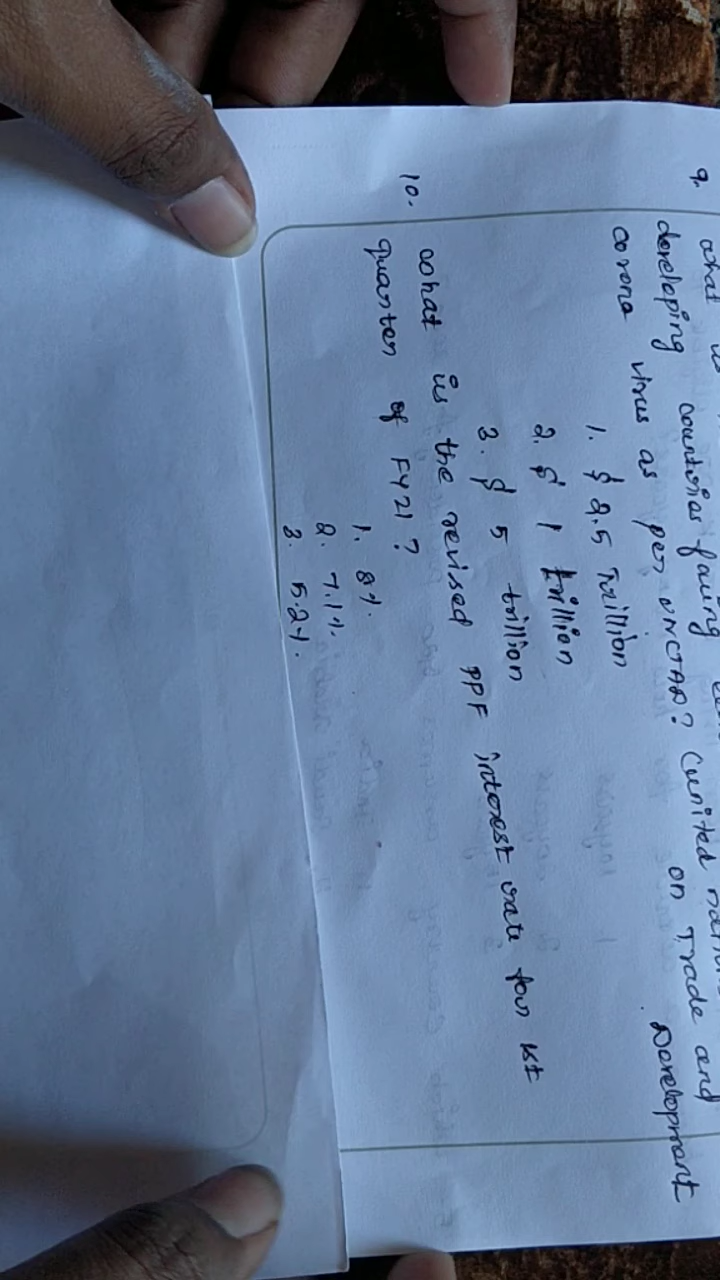 9. what is
developing countries facing
corona virus as per UNCTAD? (united nations
on Trade and
Development
1. $ 2.5 Trillion
2. $ 1 trillion
3. $ 5 trillion
10. what is the revised PPF interest rate for 1st
quarter of FY21?
1. 8%.
2. 7.1%.
3. 5.2%.